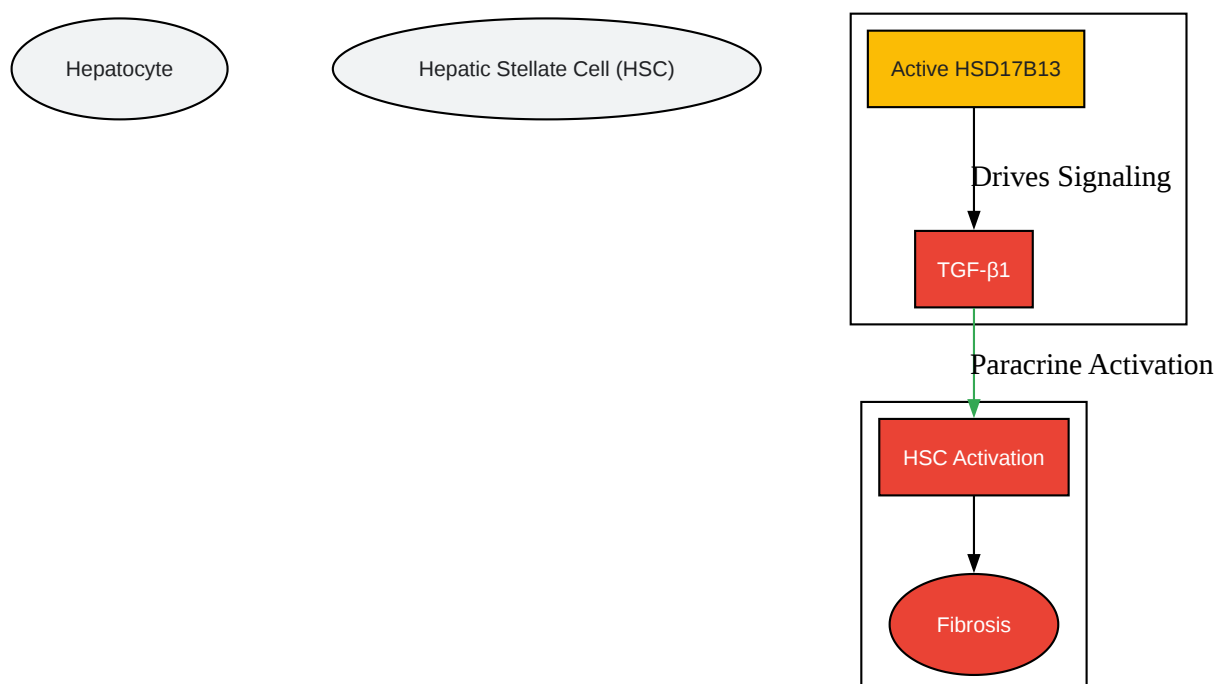 Hepatocyte
Hepatic Stellate Cell (HSC)
Active HSD17B13
Drives Signaling
TGF-β1
Paracrine Activation
HSC Activation
Fibrosis